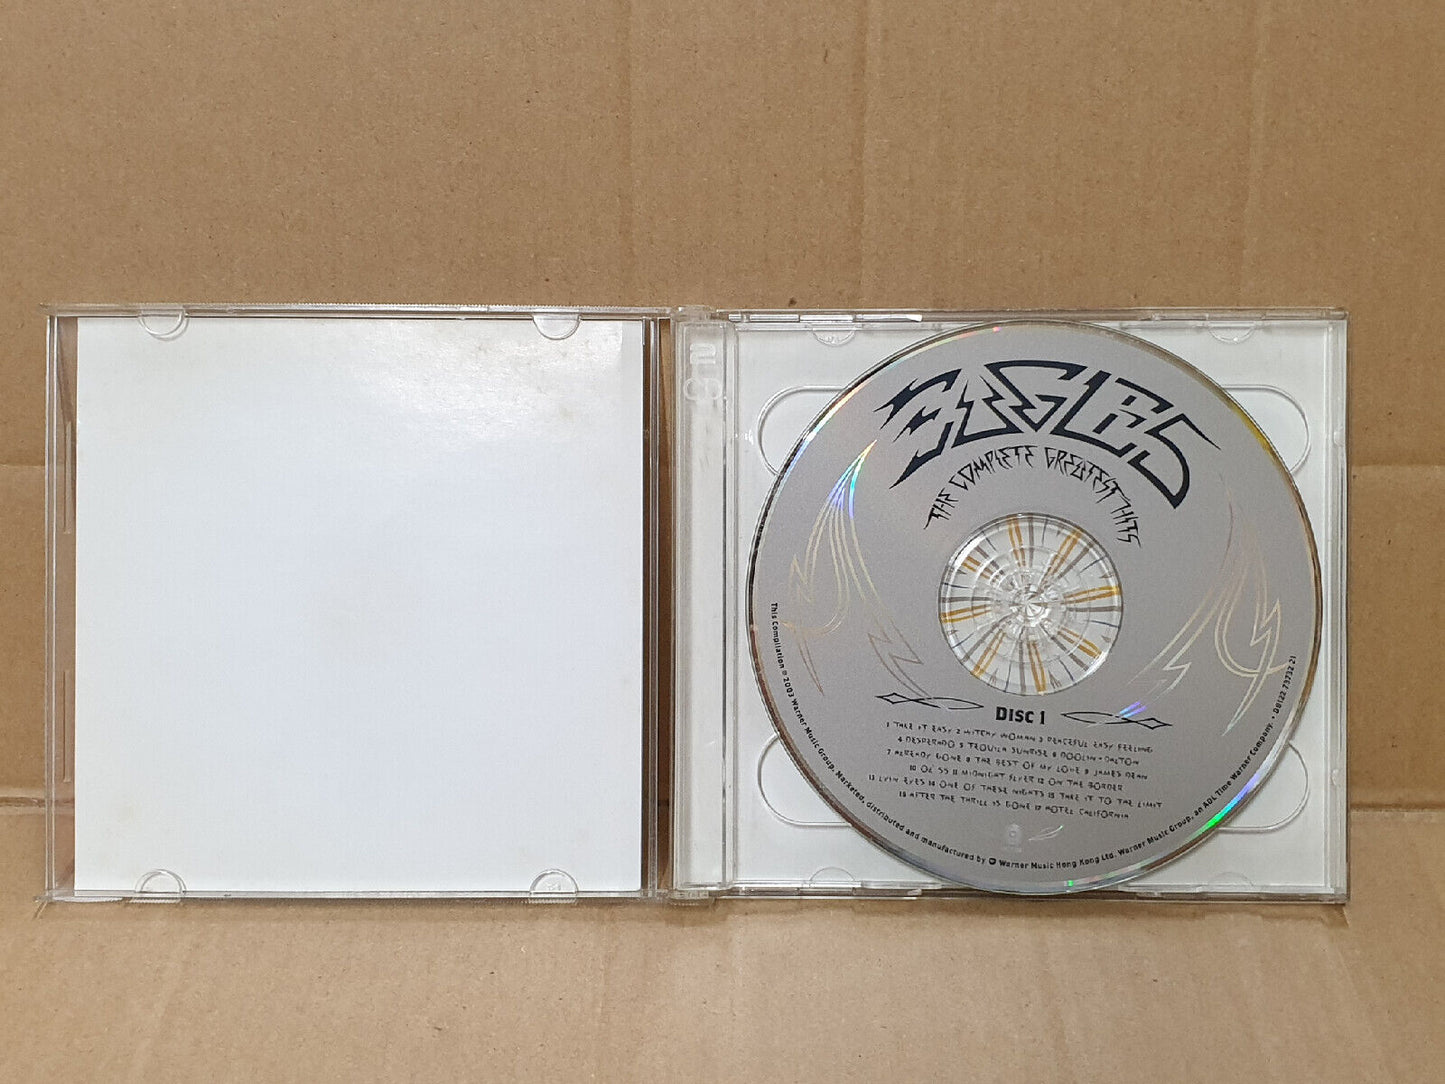 EAGLES
THE COMPLETE GREATEST HITS
DISC 1
1 TAKE IT EASY 2 WITCHY WOMAN 3 PEACEFUL EASY FEELING
4 DESPERADO 5 TEQUILA SUNRISE 6 DOOLIN-DALTON
7 ALREADY GONE 8 THE BEST OF MY LOVE 9 JAMES DEAN
10 OL' 55 11 MIDNIGHT FLYER 12 ON THE BORDER
13 LYIN' EYES 14 ONE OF THESE NIGHTS 15 TAKE IT TO THE LIMIT
16 AFTER THE THRILL IS GONE 17 HOTEL CALIFORNIA
This Compilation ℗ 2003 Warner Music Group. Marketed, distributed and manufactured by Warner Music Hong Kong Ltd. Warner Music Group, an AOL Time Warner Company. • 08122 73732 21